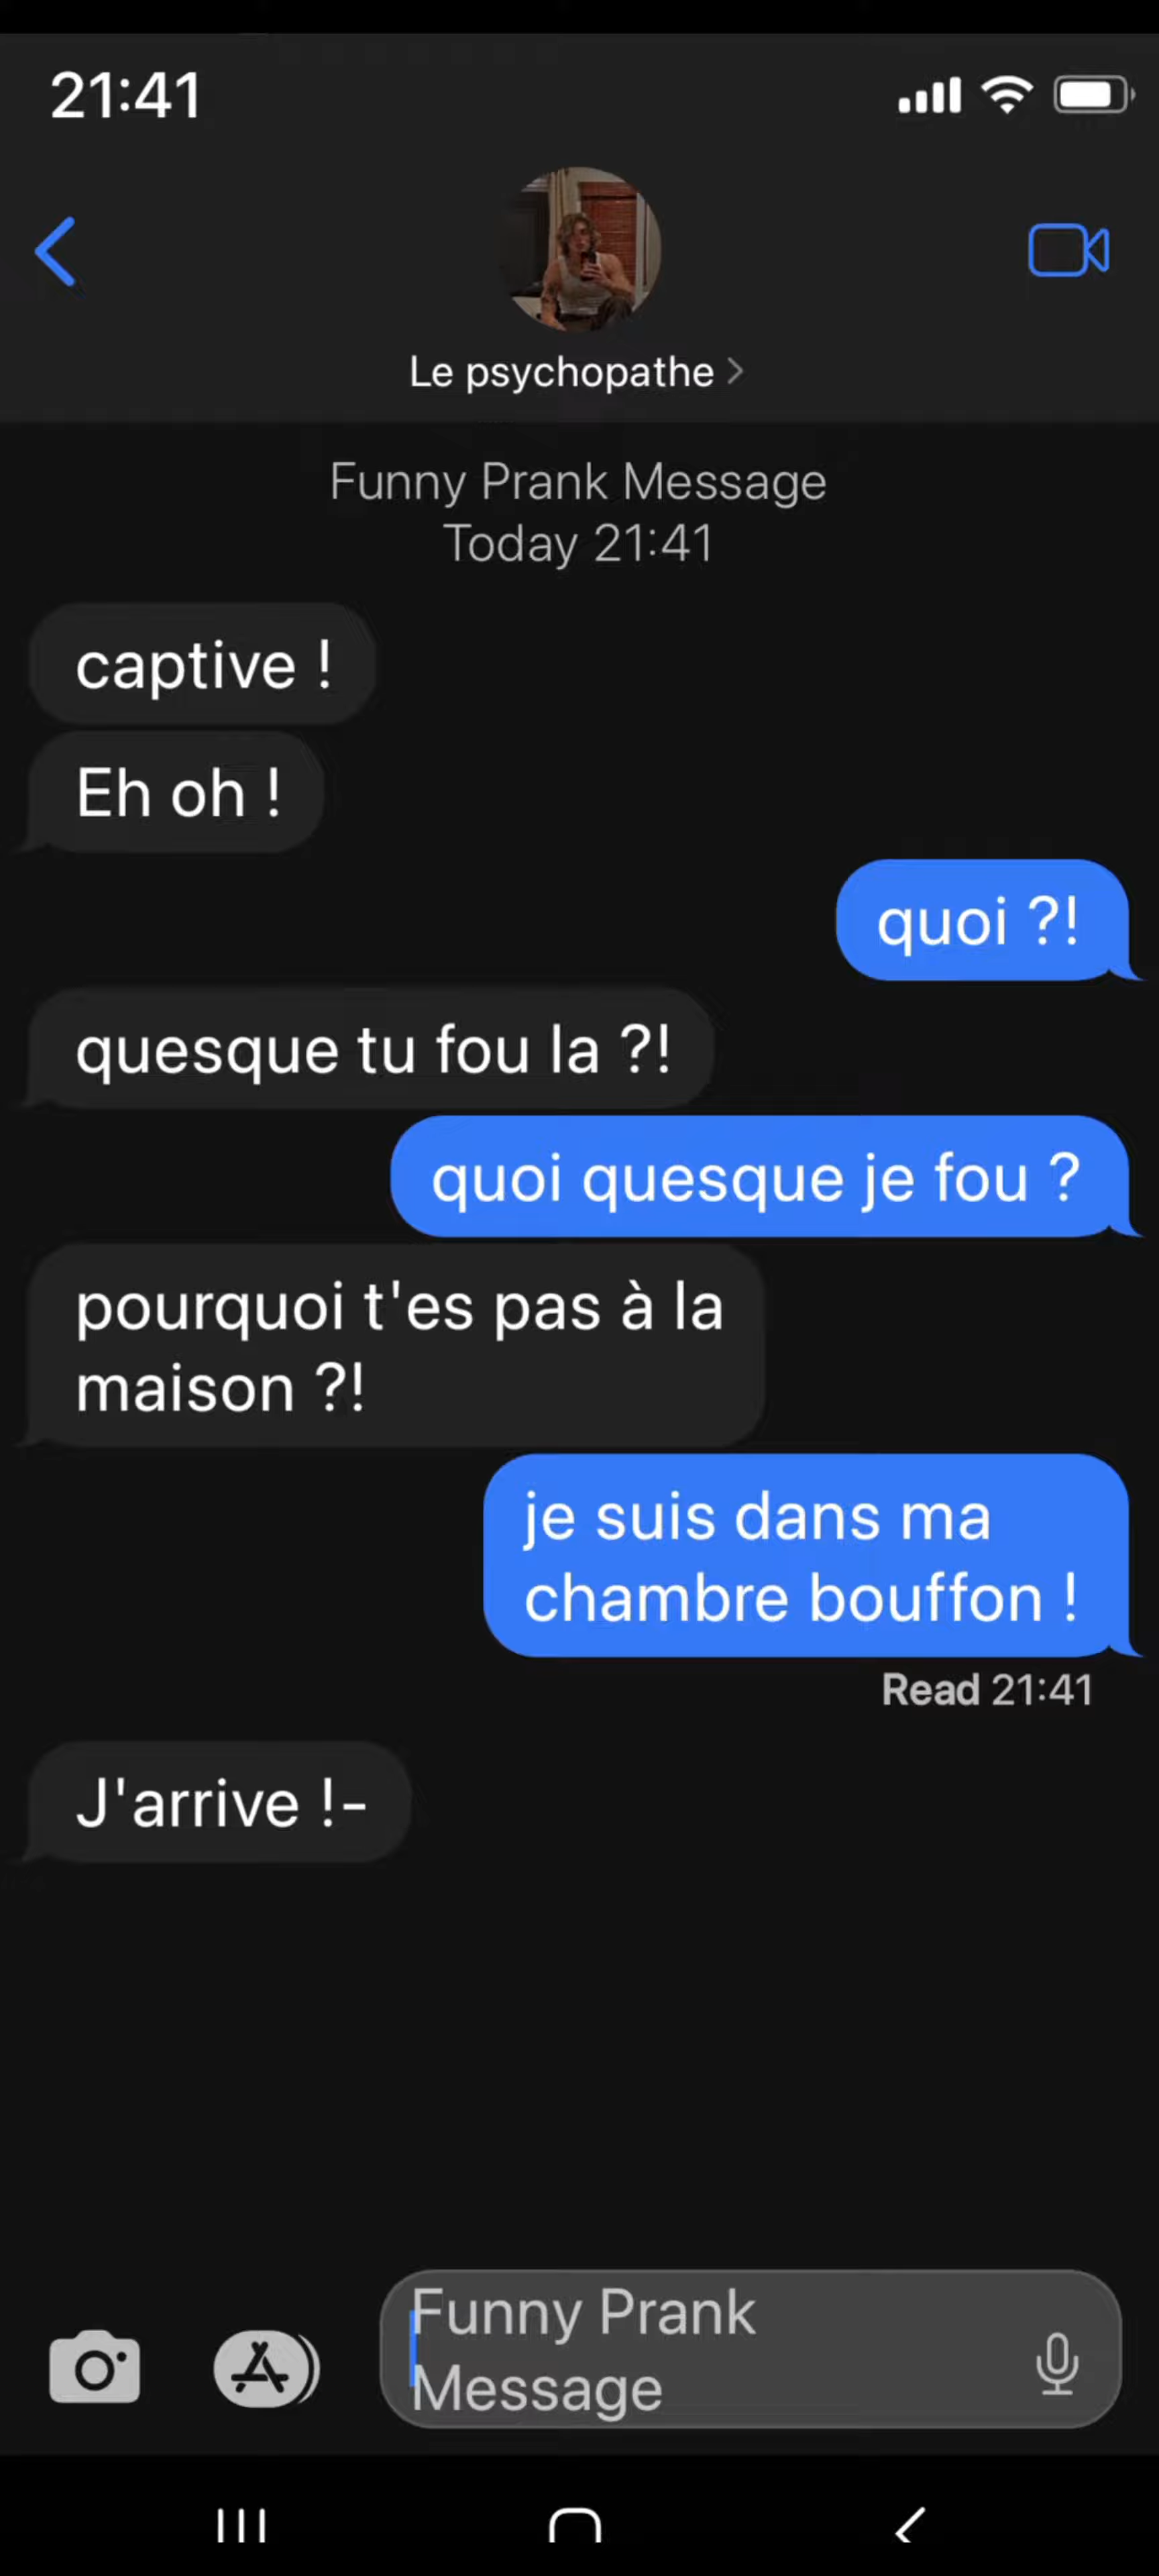 21:41
Le psychopathe
Funny Prank Message
Today 21:41
captive !
Eh oh !
quoi ?!
quesque tu fou la ?!
quoi quesque je fou ?
pourquoi t'es pas à la
maison ?!
je suis dans ma
chambre bouffon !
Read 21:41
J'arrive !-
Funny Prank
Message